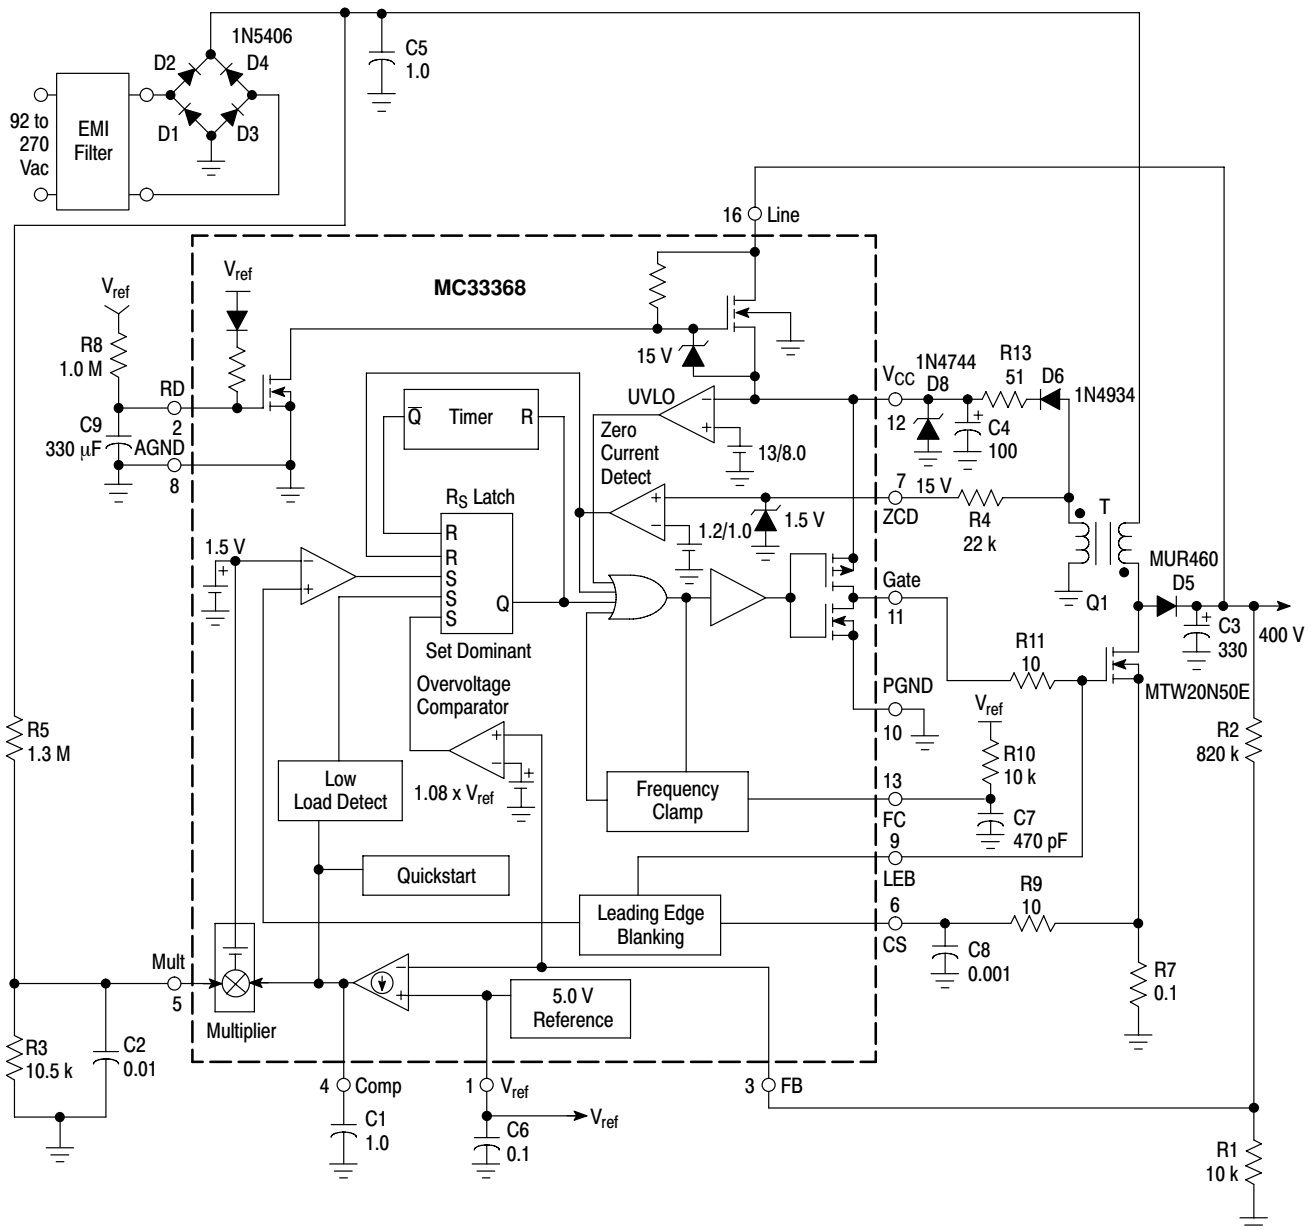 1N5406
C5
1.0
D2
D4
D1
D3
92 to
270
Vac
EMI
Filter
16
Line
MC33368
Vref
Vref
R8
1.0 M
RD
2
C9
330 μF
AGND
8
15 V
UVLO
13/8.0
VCC
12
1N4744
D8
R13
51
D6
1N4934
C4
100
Q
Timer
R
Zero
Current
Detect
1.2/1.0
1.5 V
7
ZCD
15 V
R4
22 k
T
RS Latch
R
R
S
S
S
Q
Set Dominant
1.5 V
Gate
11
MUR460
D5
Q1
C3
330
400 V
R11
10
MTW20N50E
PGND
10
Overvoltage
Comparator
1.08 x Vref
Low
Load Detect
Quickstart
Frequency
Clamp
13
FC
Vref
R10
10 k
C7
470 pF
9
LEB
R2
820 k
R5
1.3 M
Leading Edge
Blanking
6
CS
R9
10
C8
0.001
R7
0.1
Mult
5
Multiplier
5.0 V
Reference
R3
10.5 k
C2
0.01
4
Comp
C1
1.0
1
Vref
Vref
C6
0.1
3
FB
R1
10 k